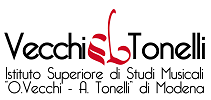 Vecchi Tonelli
Istituto Superiore di Studi Musicali
"O.Vecchi - A. Tonelli" di Modena